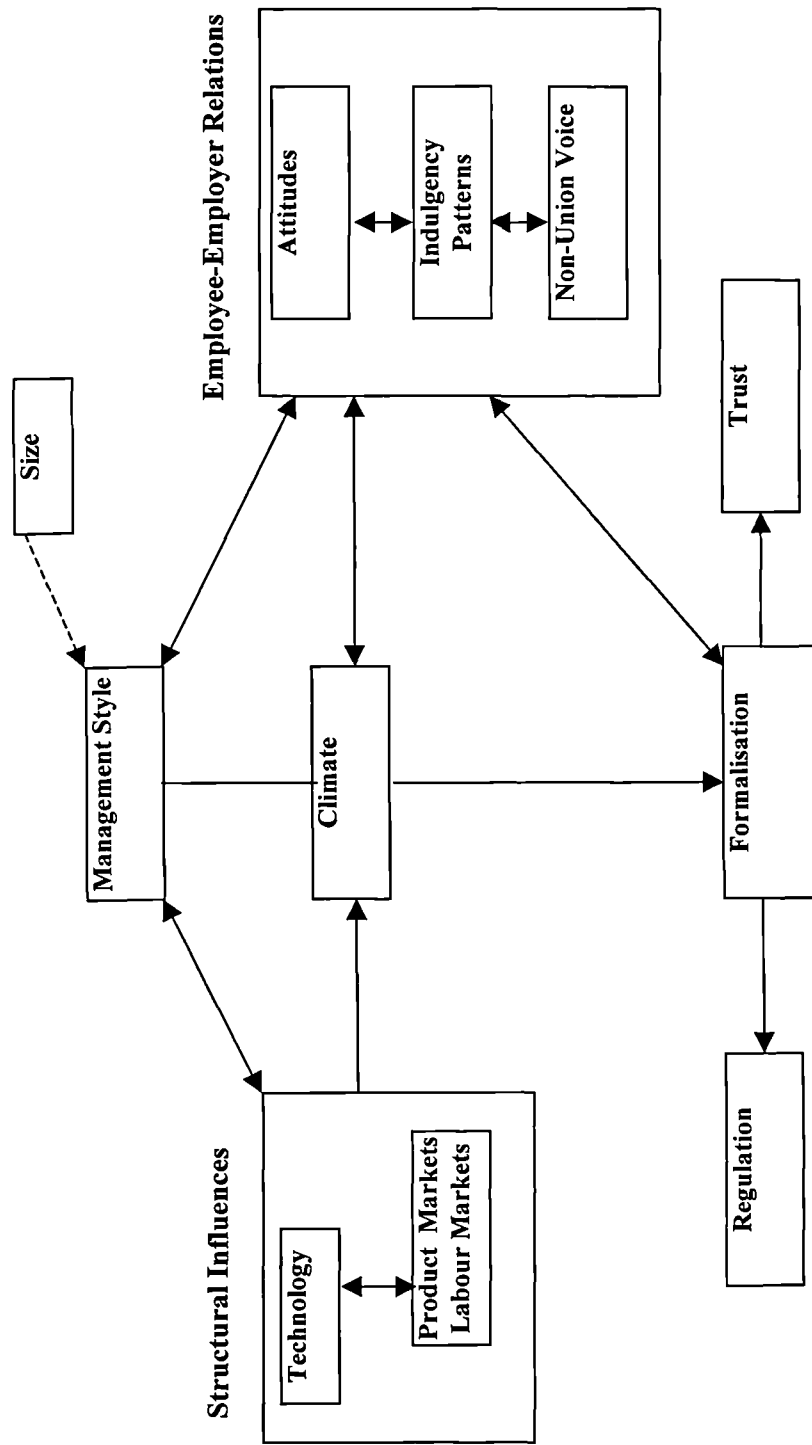 Size
Management Style
Structural Influences
Employee-Employer Relations
Technology
Product Markets
Labour Markets
Climate
Attitudes
Indulgency
Patterns
Non-Union Voice
Regulation
Formalisation
Trust